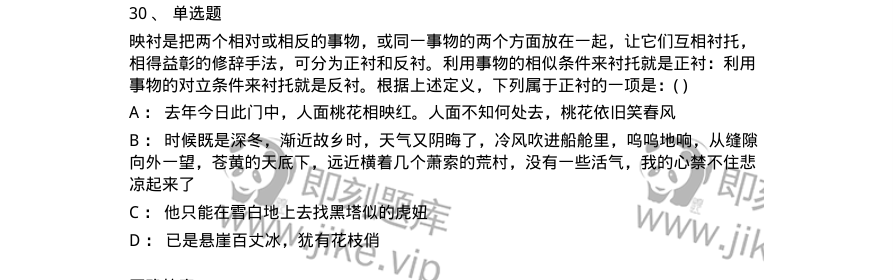 30 、 单选题
映衬是把两个相对或相反的事物，或同一事物的两个方面放在一起，让它们互相衬托，
相得益彰的修辞手法，可分为正衬和反衬。利用事物的相似条件来衬托就是正衬：利用
事物的对立条件来衬托就是反衬。根据上述定义，下列属于正衬的一项是：( )
A： 去年今日此门中，人面桃花相映红。人面不知何处去，桃花依旧笑春风
B： 时候既是深冬，渐近故乡时，天气又阴晦了，冷风吹进船舱里，呜呜地响，从缝隙
向外一望，苍黄的天底下，远近横着几个萧索的荒村，没有一些活气，我的心禁不住悲
凉起来了
C： 他只能在雪白地上去找黑塔似的虎妞
D： 已是悬崖百丈冰，犹有花枝俏
即刻题库
www.jike.vip
即刻
www.jik